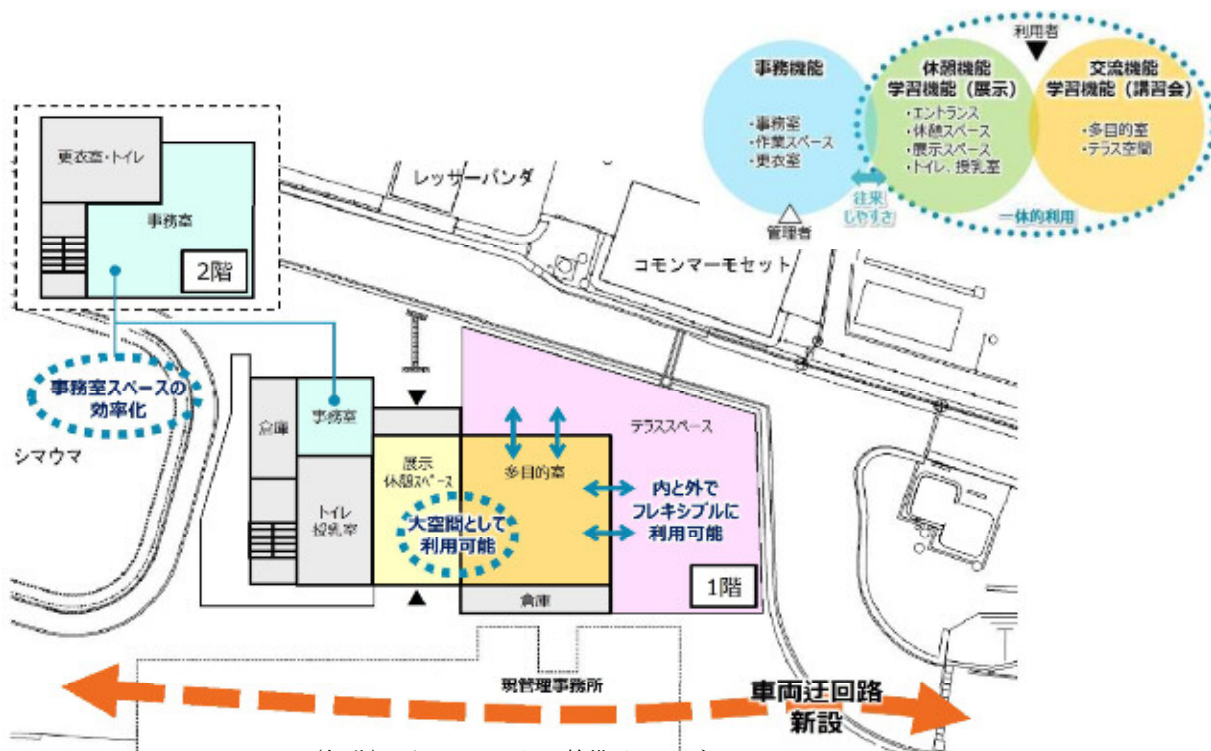 利用者
事務機能
・事務室
・作業スペース
・更衣室
休憩機能
学習機能(展示)
・エントランス
・休憩スペース
・展示スペース
・トイレ、授乳室
交流機能
学習機能(講習会)
・多目的室
・テラス空間
往来
しやすさ
一体的利用
管理者
更衣室・トイレ
事務室
2階
レッサーパンダ
コモンマーモセット
事務室スペースの
効率化
シマウマ
倉庫
事務室
トイレ
授乳室
展示
休憩スペース
多目的室
大空間として
利用可能
テラススペース
内と外で
フレキシブルに
利用可能
1階
倉庫
現管理事務所
車両迂回路
新設